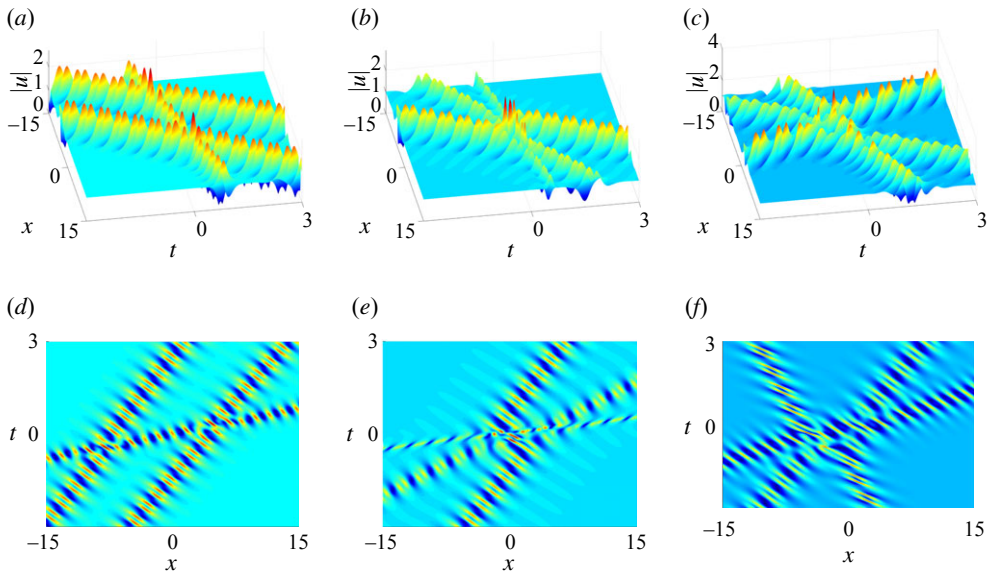 (a) (b) (c)
2 2 4
|u| 1 |u| 1 |u| 2
0 0 0
–15 –15 –15
0 0 0
3 3 3
x 15 0 x 15 0 x 15 0
t t t
(d) (e) (f)
3 3 3
t 0 t 0 t 0
–15 0 15 –15 0 15 –15 0 15
x x x